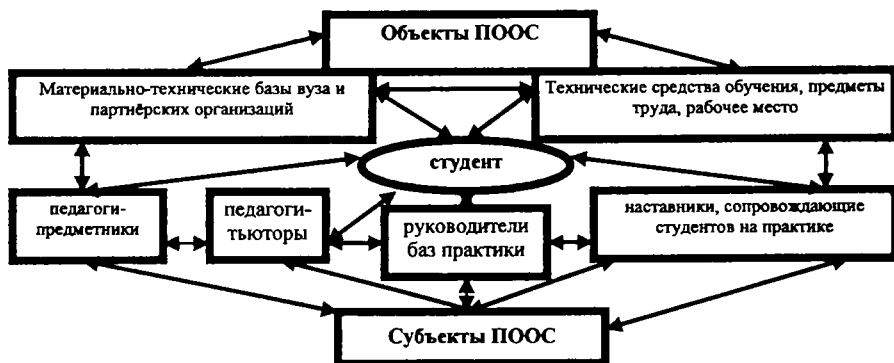 Объекты ПООС
Материально-технические базы вуза и
партнёрских организаций
Технические средства обучения, предметы
труда, рабочее место
студент
педагоги-
предметники
педагоги-
тьюторы
руководители
баз практики
наставники, сопровождающие
студентов на практике
Субъекты ПООС